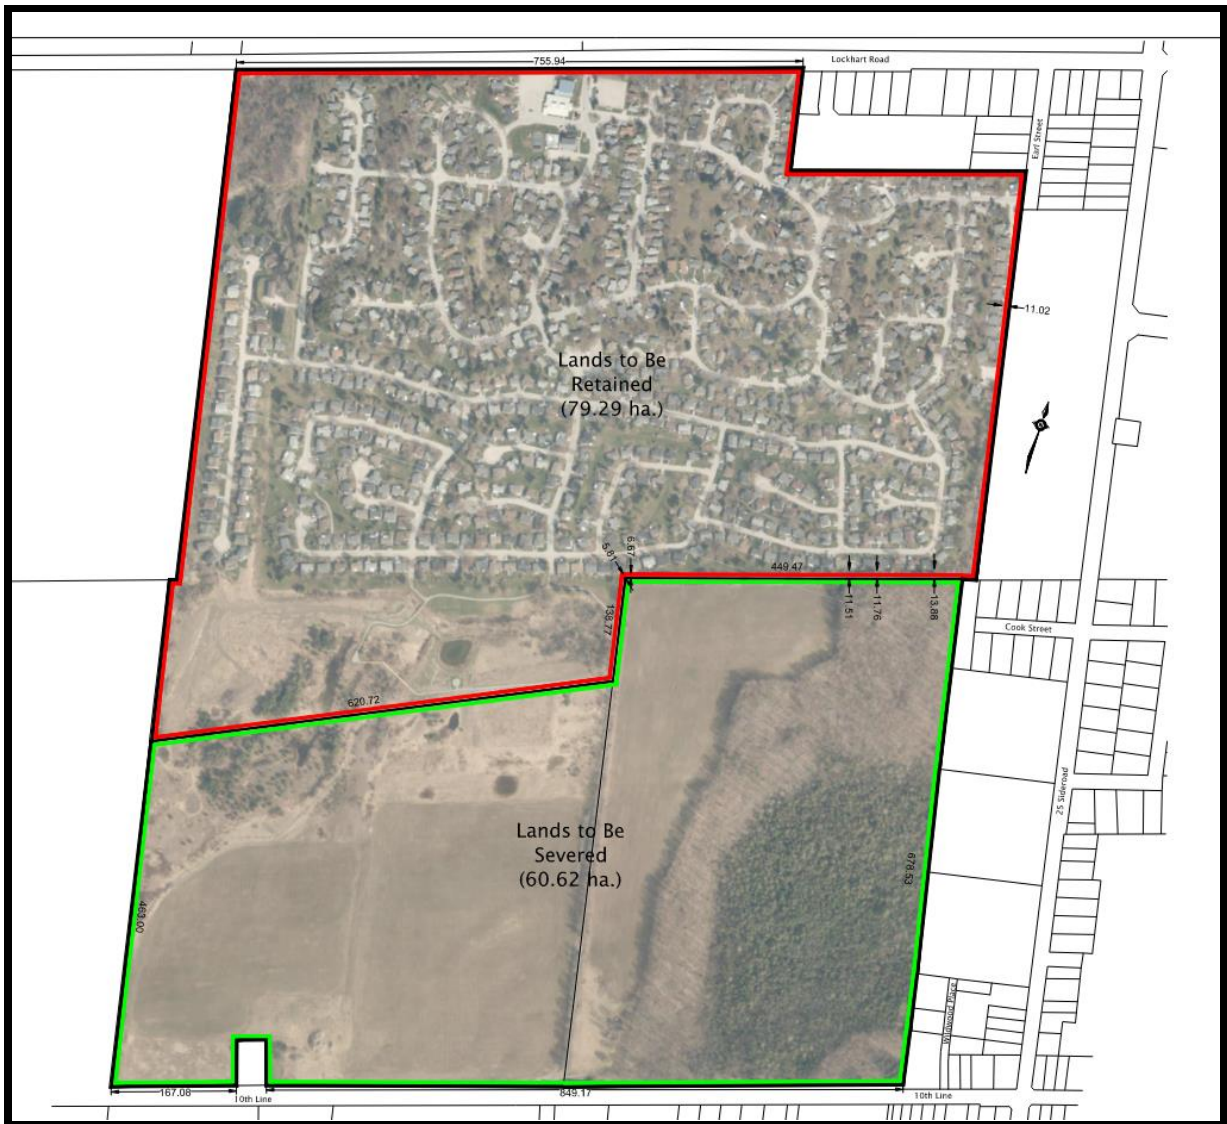 755.94
Lockhart Road
Earl Street
11.02
Lands to Be
Retained
(79.29 ha.)
5.81
6.67
449.47
11.51
11.76
13.88
138.77
Cook Street
620.72
25 Sideroad
Lands to Be
Severed
(60.62 ha.)
678.53
463.00
Wildwood Place
167.08
10th Line
849.17
10th Line